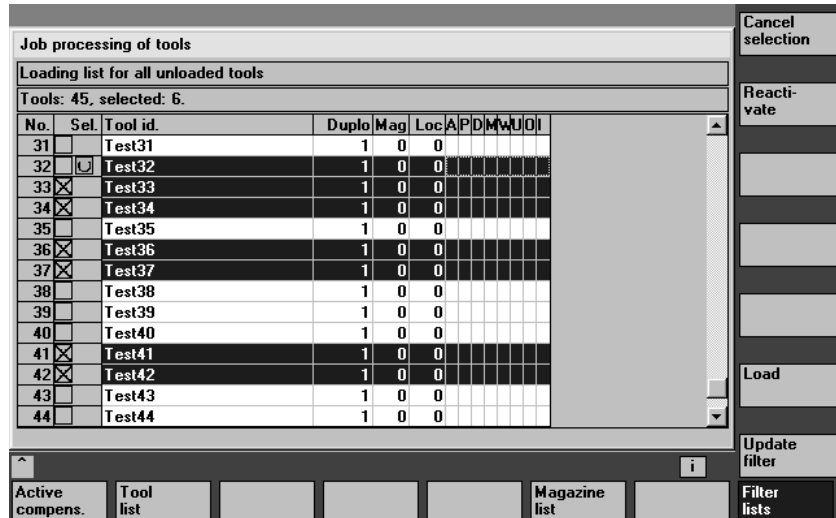 Job processing of tools
Loading list for all unloaded tools
Tools: 45, selected: 6.
No. Sel. Tool id. Duplo Mag Loc A P D M W U O I
31 Test31 1 0 0
32 Test32 1 0 0
33 Test33 1 0 0
34 Test34 1 0 0
35 Test35 1 0 0
36 Test36 1 0 0
37 Test37 1 0 0
38 Test38 1 0 0
39 Test39 1 0 0
40 Test40 1 0 0
41 Test41 1 0 0
42 Test42 1 0 0
43 Test43 1 0 0
44 Test44 1 0 0
^
i
Cancel
selection
Reacti-
vate
Load
Update
filter
Active
compens.
Tool
list
Magazine
list
Filter
lists